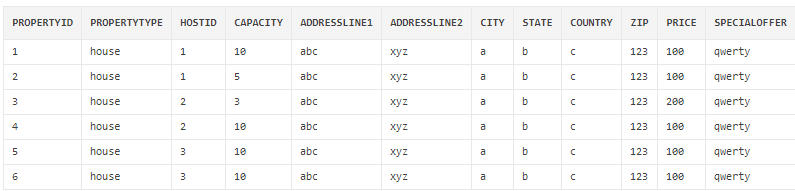 PROPERTYID PROPERTYTYPE HOSTID CAPACITY ADDRESSLINE1 ADDRESSLINE2 CITY STATE COUNTRY ZIP PRICE SPECIALOFFER
1 house 1 10 abc xyz a b c 123 100 qwerty
2 house 1 5 abc xyz a b c 123 100 qwerty
3 house 2 3 abc xyz a b c 123 200 qwerty
4 house 2 10 abc xyz a b c 123 100 qwerty
5 house 3 10 abc xyz a b c 123 100 qwerty
6 house 3 10 abc xyz a b c 123 100 qwerty